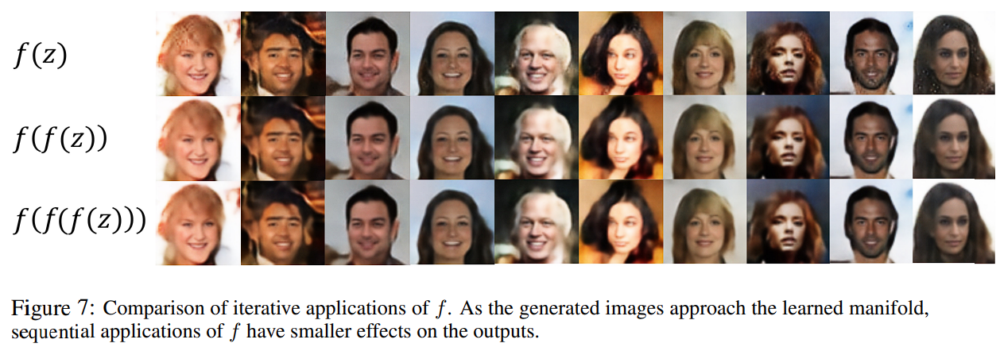 f(z)
f(f(z))
f(f(f(z)))
Figure 7: Comparison of iterative applications of f. As the generated images approach the learned manifold,
sequential applications of f have smaller effects on the outputs.